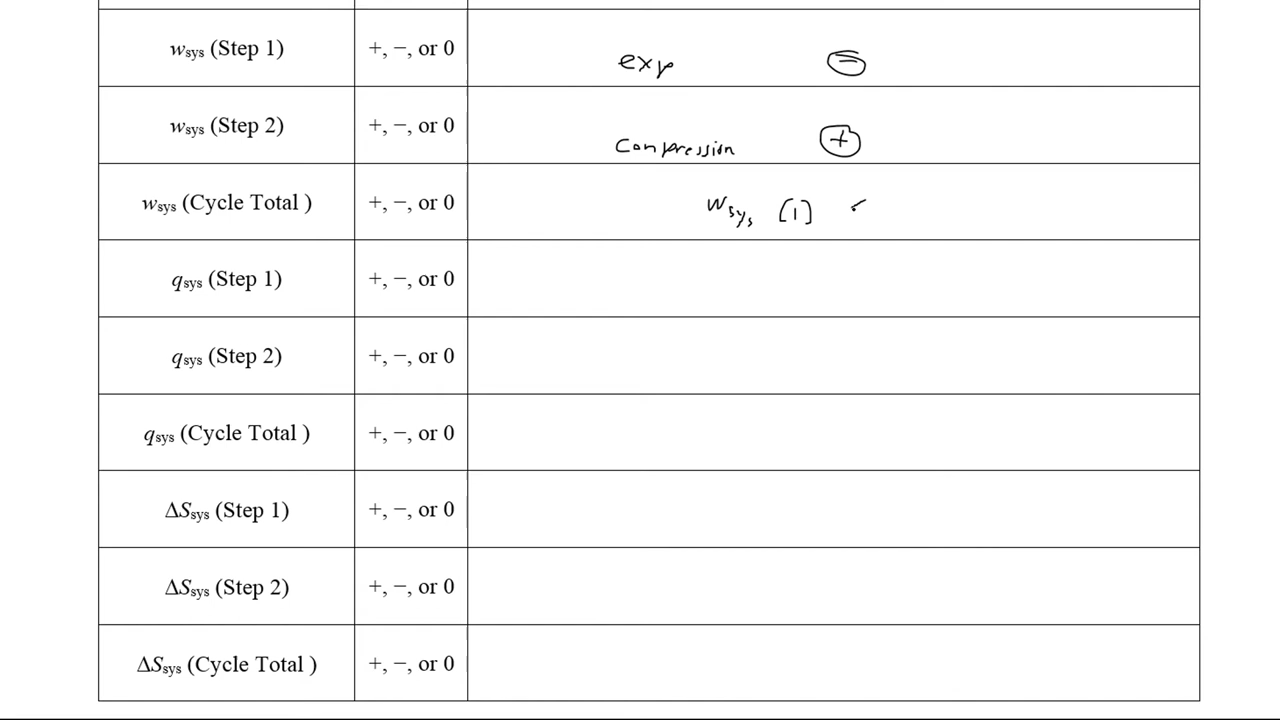 wsys (Step 1) +, −, or 0 exp −
wsys (Step 2) +, −, or 0 Compression +
wsys (Cycle Total ) +, −, or 0 wsys (1) <
qsys (Step 1) +, −, or 0
qsys (Step 2) +, −, or 0
qsys (Cycle Total ) +, −, or 0
ΔSsys (Step 1) +, −, or 0
ΔSsys (Step 2) +, −, or 0
ΔSsys (Cycle Total ) +, −, or 0